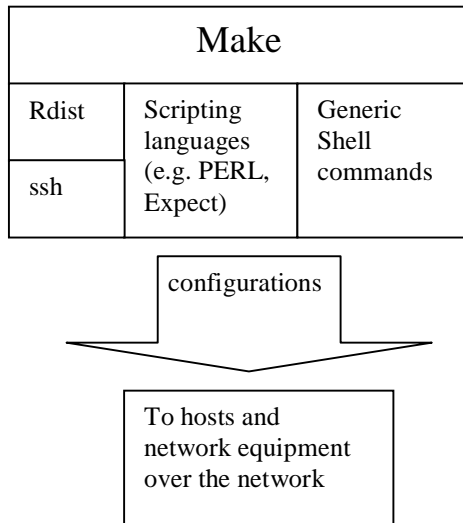 Make
Rdist
ssh
Scripting
languages
(e.g. PERL,
Expect)
Generic
Shell
commands
configurations
To hosts and
network equipment
over the network